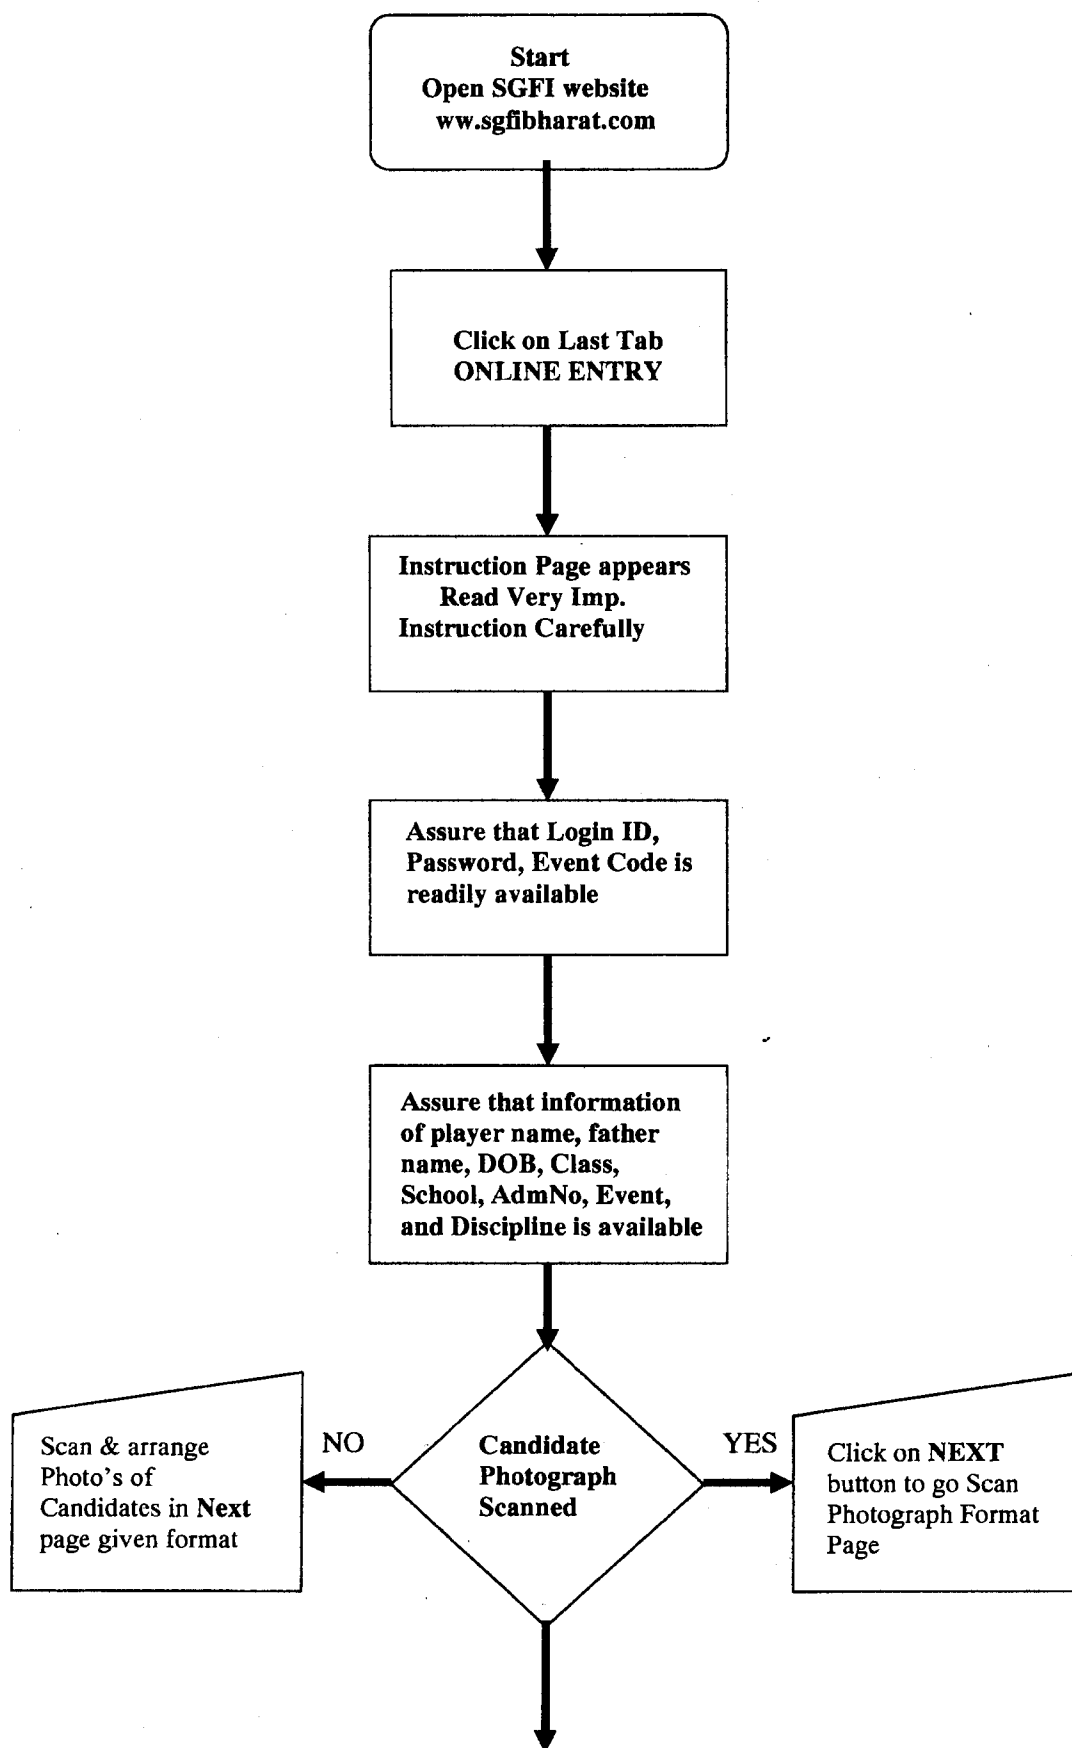 Start
Open SGFI website
ww.sgfibharat.com
Click on Last Tab
ONLINE ENTRY
Instruction Page appears
Read Very Imp.
Instruction Carefully
Assure that Login ID,
Password, Event Code is
readily available
Assure that information
of player name, father
name, DOB, Class,
School, AdmNo, Event,
and Discipline is available
NO
YES
Scan & arrange
Photo's of
Candidates in Next
page given format
Candidate
Photograph
Scanned
Click on NEXT
button to go Scan
Photograph Format
Page